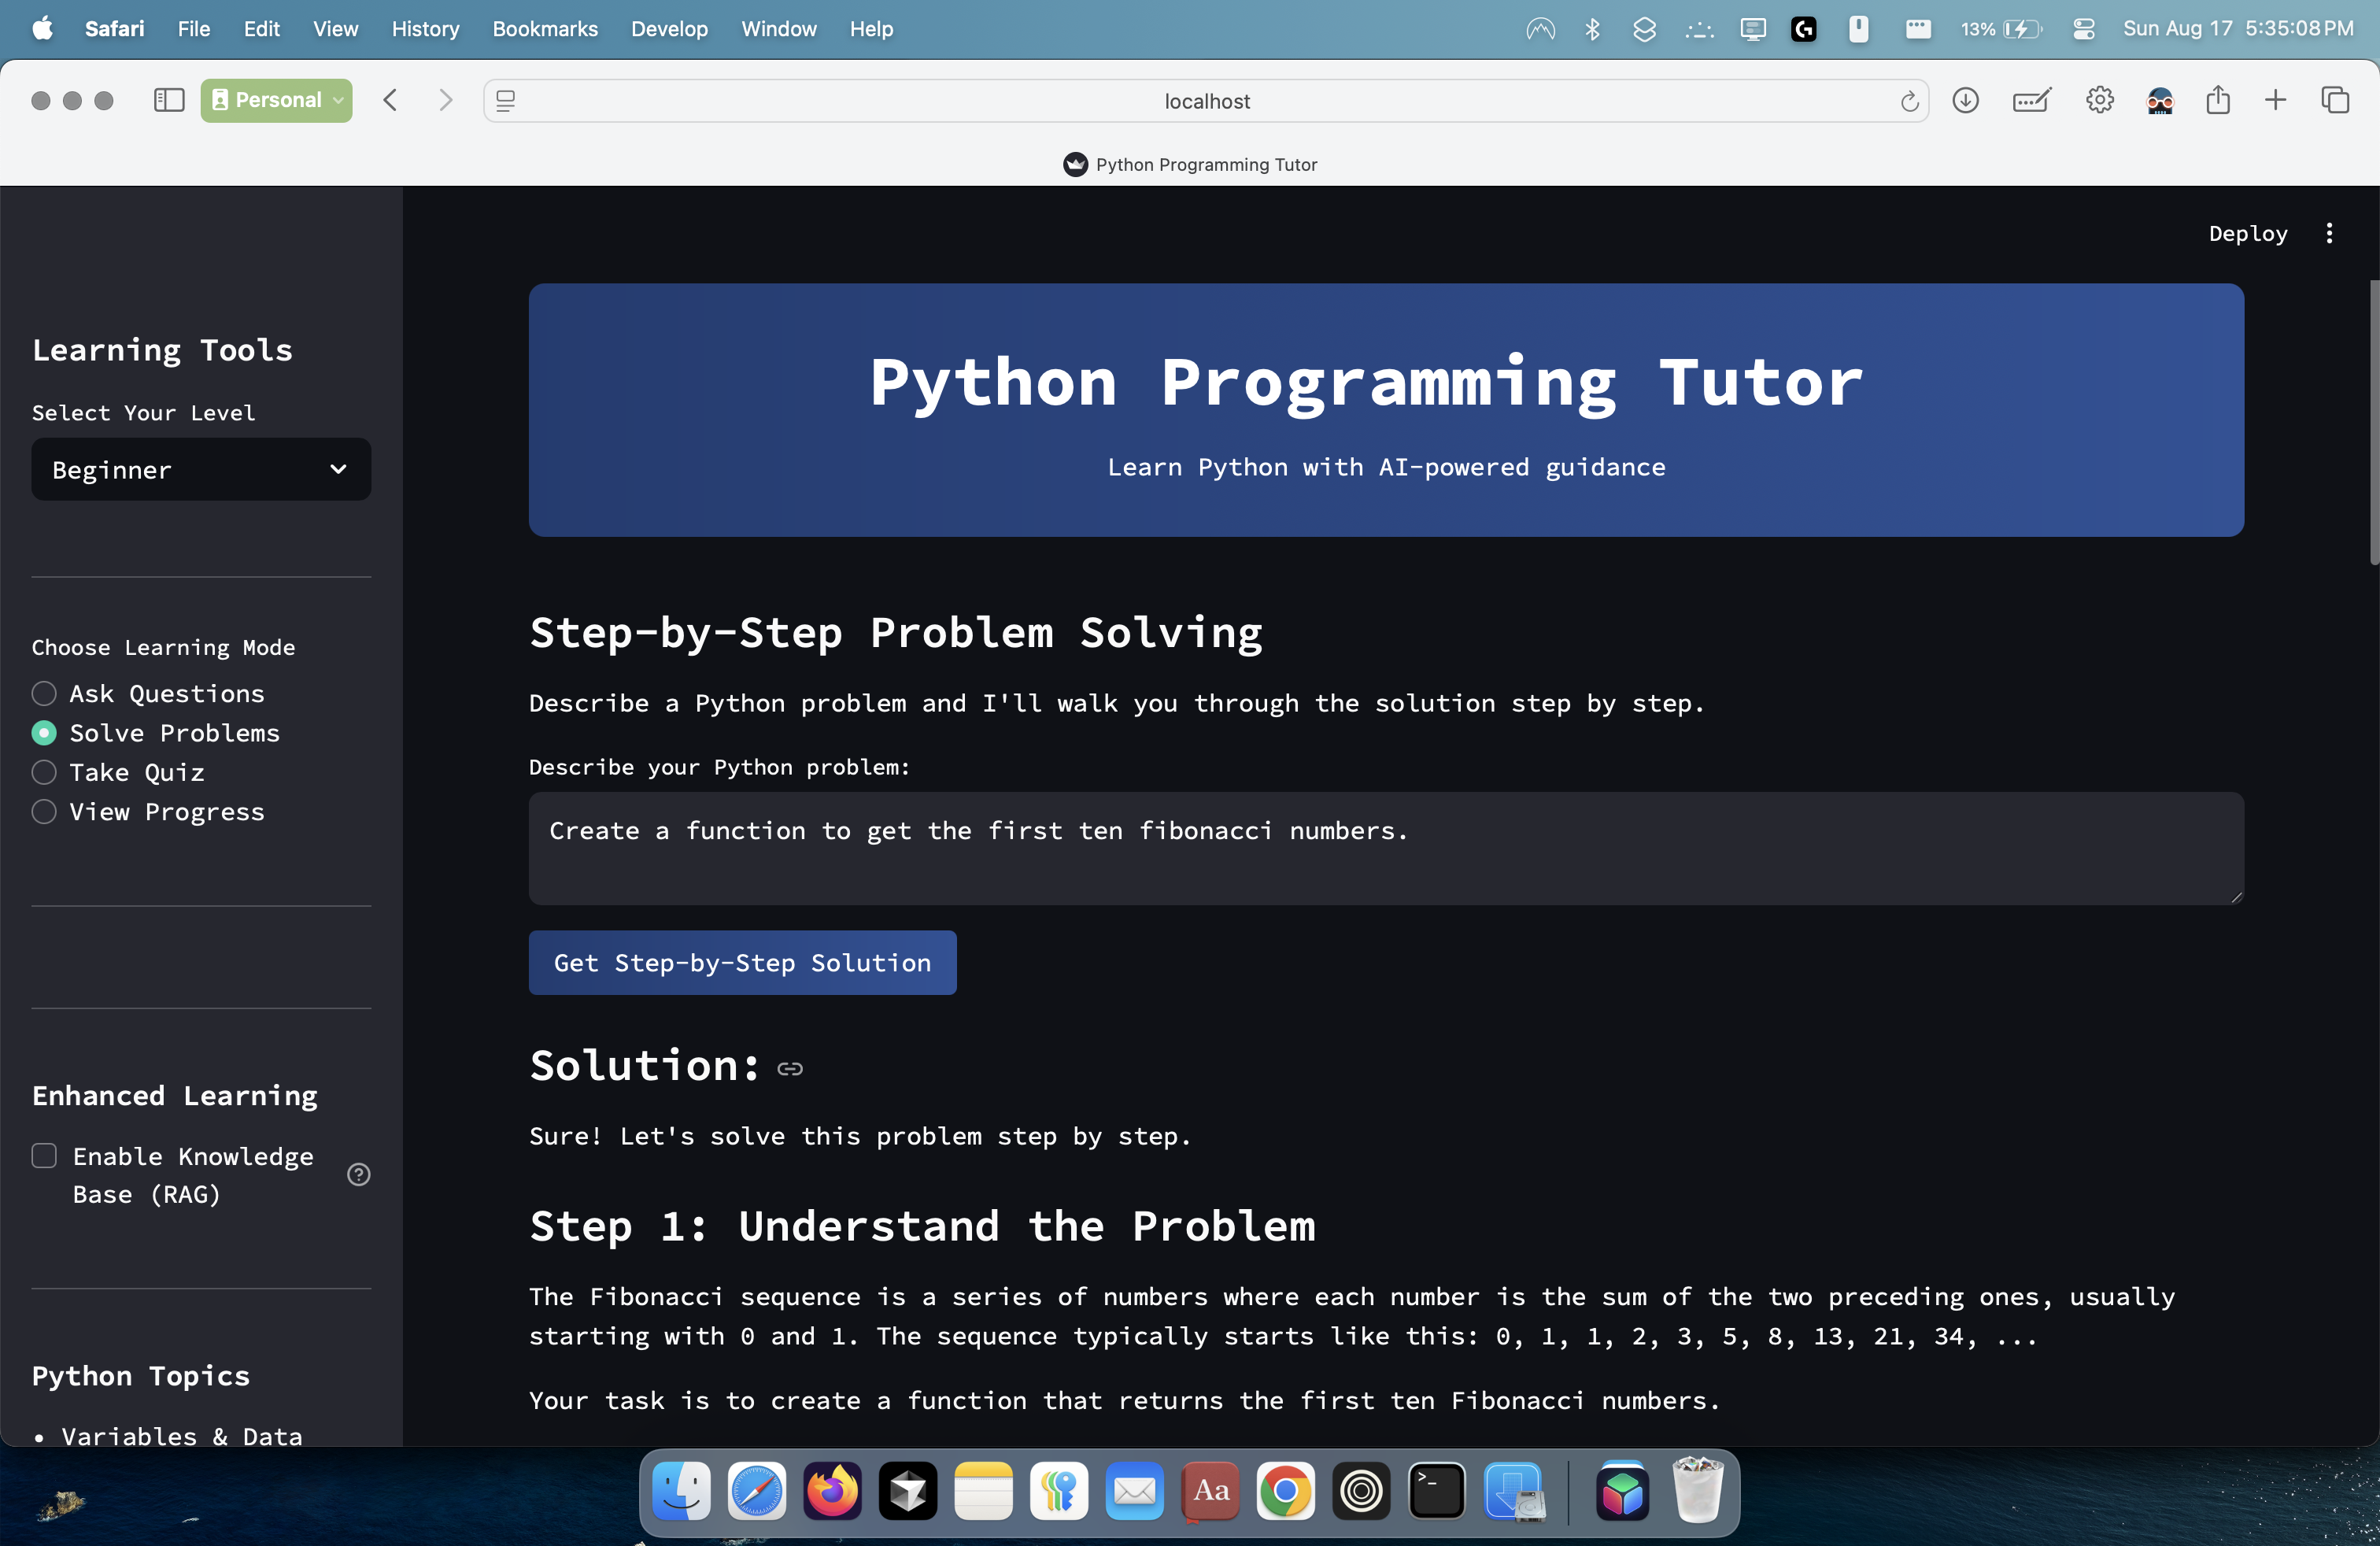 Safari File Edit View History Bookmarks Develop Window Help 13% Sun Aug 17 5:35:08 PM
Personal localhost
Python Programming Tutor
Deploy
Learning Tools
Select Your Level
Beginner
Choose Learning Mode
Ask Questions
Solve Problems
Take Quiz
View Progress
Enhanced Learning
Enable Knowledge
Base (RAG)
Python Topics
• Variables & Data
Python Programming Tutor
Learn Python with AI-powered guidance
Step-by-Step Problem Solving
Describe a Python problem and I'll walk you through the solution step by step.
Describe your Python problem:
Create a function to get the first ten fibonacci numbers.
Get Step-by-Step Solution
Solution:
Sure! Let's solve this problem step by step.
Step 1: Understand the Problem
The Fibonacci sequence is a series of numbers where each number is the sum of the two preceding ones, usually
starting with 0 and 1. The sequence typically starts like this: 0, 1, 1, 2, 3, 5, 8, 13, 21, 34, ...
Your task is to create a function that returns the first ten Fibonacci numbers.
Aa
>_